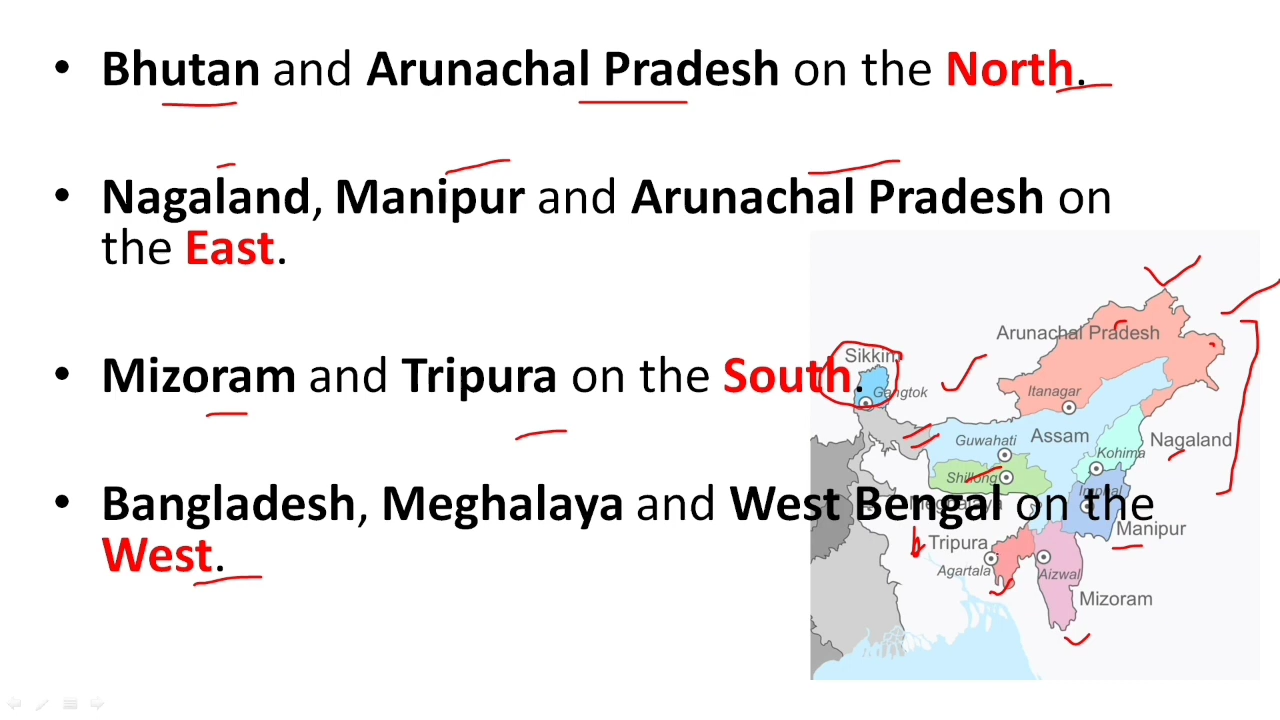 • Bhutan and Arunachal Pradesh on the North.
• Nagaland, Manipur and Arunachal Pradesh on
the East.
• Mizoram and Tripura on the South.
• Bangladesh, Meghalaya and West Bengal on the
West.
Arunachal Pradesh
Sikkim
Gangtok
Itanagar
Guwahati
Assam
Nagaland
Kohima
Shillong
Imphal
Meghalaya
Manipur
b
Tripura
Agartala
Aizwal
Mizoram